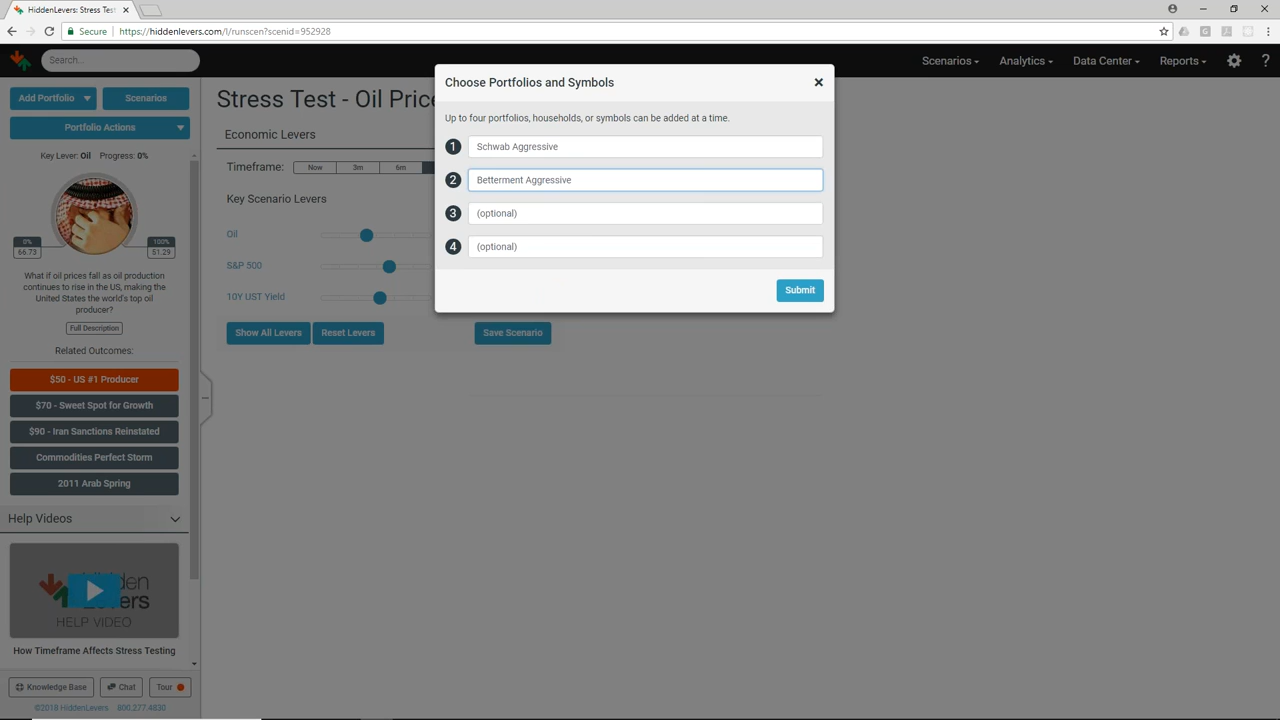 HiddenLevers: Stress Test
Secure
https://hiddenlevers.com/l/runscen?scenid=952928
Search...
Scenarios
Analytics
Data Center
Reports
?
Add Portfolio
Scenarios
Portfolio Actions
Key Lever: Oil Progress: 0%
0%
66.73
100%
51.29
What if oil prices fall as oil production
continues to rise in the US, making the
United States the world's top oil
producer?
Full Description
Related Outcomes:
$50 - US #1 Producer
$70 - Sweet Spot for Growth
$90 - Iran Sanctions Reinstated
Commodities Perfect Storm
2011 Arab Spring
Help Videos
HELP VIDEO
How Timeframe Affects Stress Testing
Knowledge Base
Chat
Tour
©2018 HiddenLevers 800.277.4830
Stress Test - Oil Price
Economic Levers
Timeframe:
Now
3m
6m
Key Scenario Levers
Oil
S&P 500
10Y UST Yield
Show All Levers
Reset Levers
Save Scenario
Choose Portfolios and Symbols
Up to four portfolios, households, or symbols can be added at a time.
1 Schwab Aggressive
2 Betterment Aggressive
3 (optional)
4 (optional)
Submit